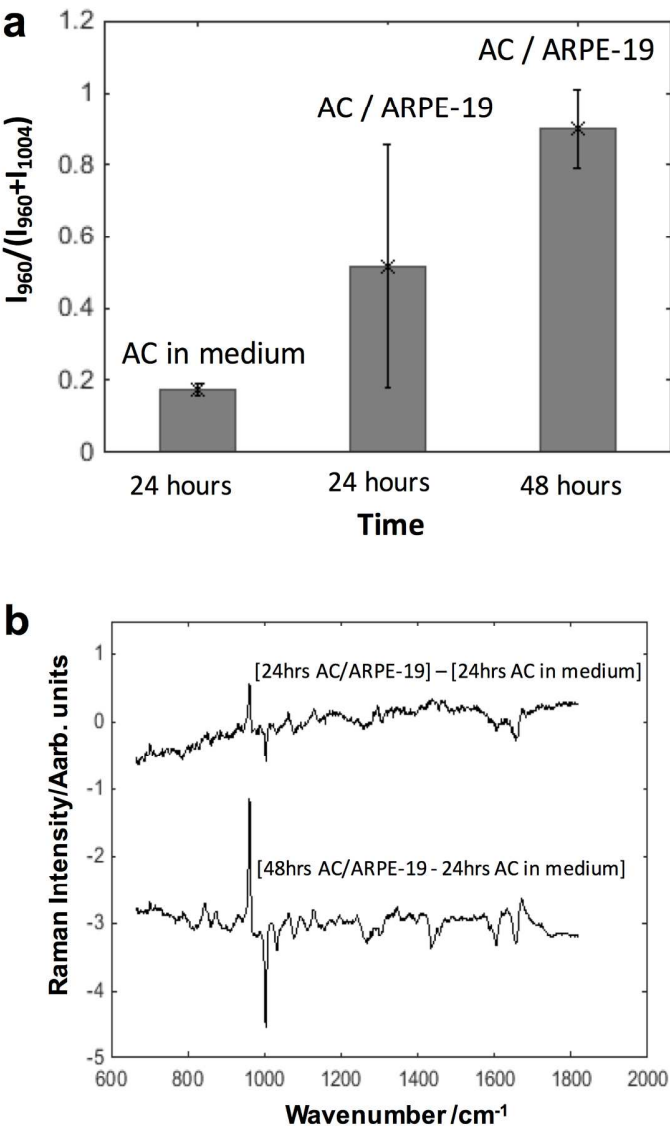 a
1.2
1
0.8
0.6
0.4
0.2
0
I960/(I960+I1004)
AC in medium
AC / ARPE-19
AC / ARPE-19
24 hours
24 hours
48 hours
Time
b
1
0
-1
-2
-3
-4
-5
Raman Intensity/Aarb. units
[24hrs AC/ARPE-19] – [24hrs AC in medium]
[48hrs AC/ARPE-19 - 24hrs AC in medium]
600 800 1000 1200 1400 1600 1800 2000
Wavenumber /cm-1